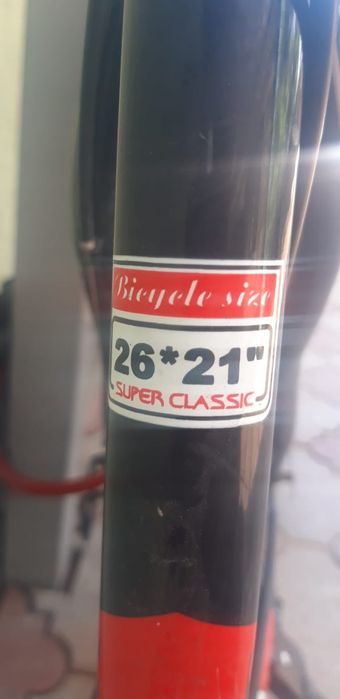 Bicycle size
26*21"
SUPER CLASSIC